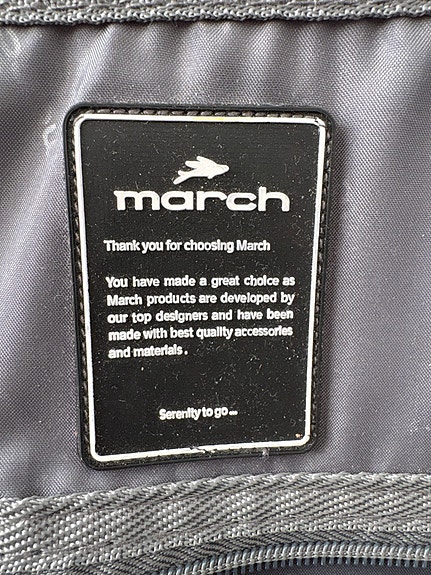 march
Thank you for choosing March
You have made a great choice as
March products are developed by
our top designers and have been
made with best quality accessories
and materials.
Serenity to go...